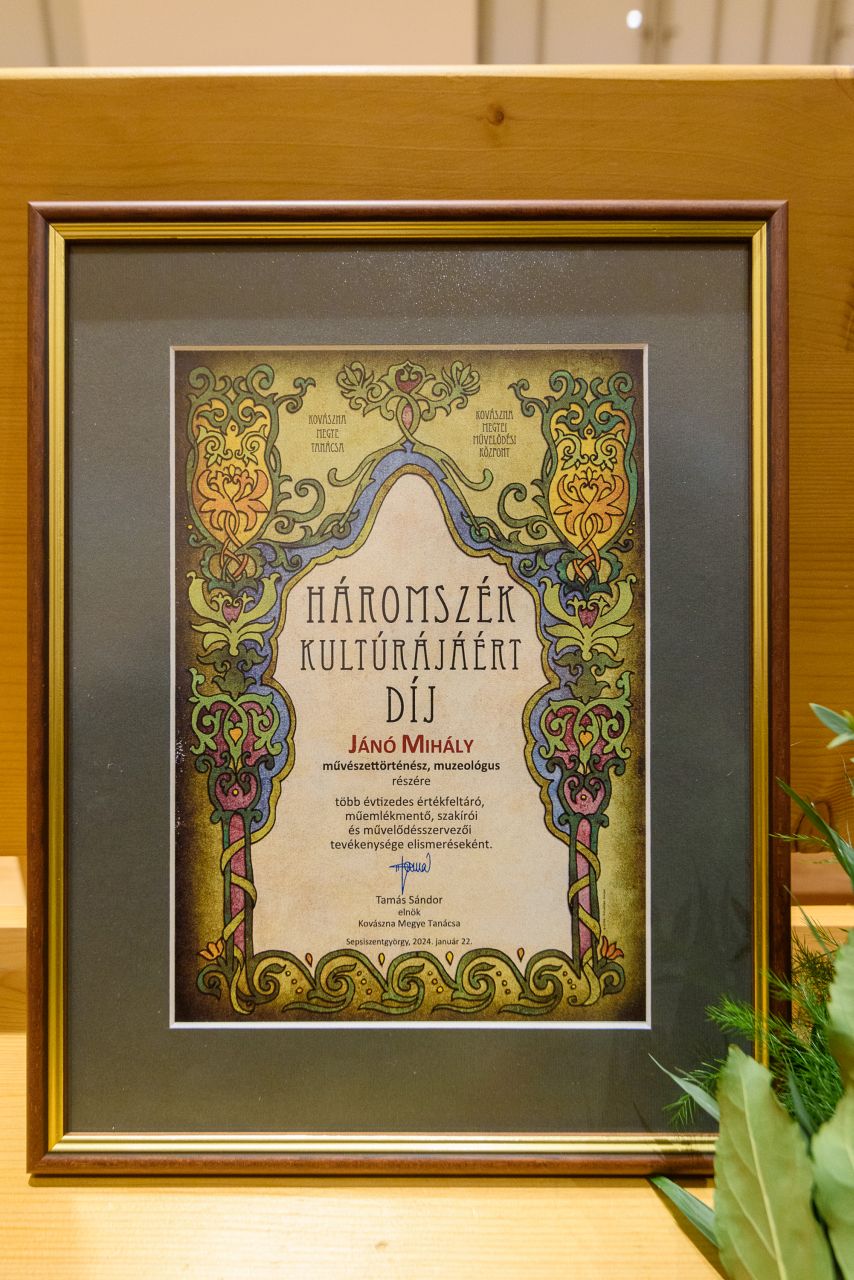 KOVÁSZNA
MEGYE
TANÁCSA
KOVÁSZNA
MEGYEI
MŰVELŐDÉSI
KÖZPONT
HÁROMSZÉK
KULTÚRÁJÁÉRT
DÍJ
JÁNÓ MIHÁLY
művészettörténész, muzeológus
részére
több évtizedes értékfeltáró,
műemlékmentő, szakírói
és művelődésszervezői
tevékenysége elismeréseként.
Tamás Sándor
elnök
Kovászna Megye Tanácsa
Sepsiszentgyörgy, 2024. január 22.